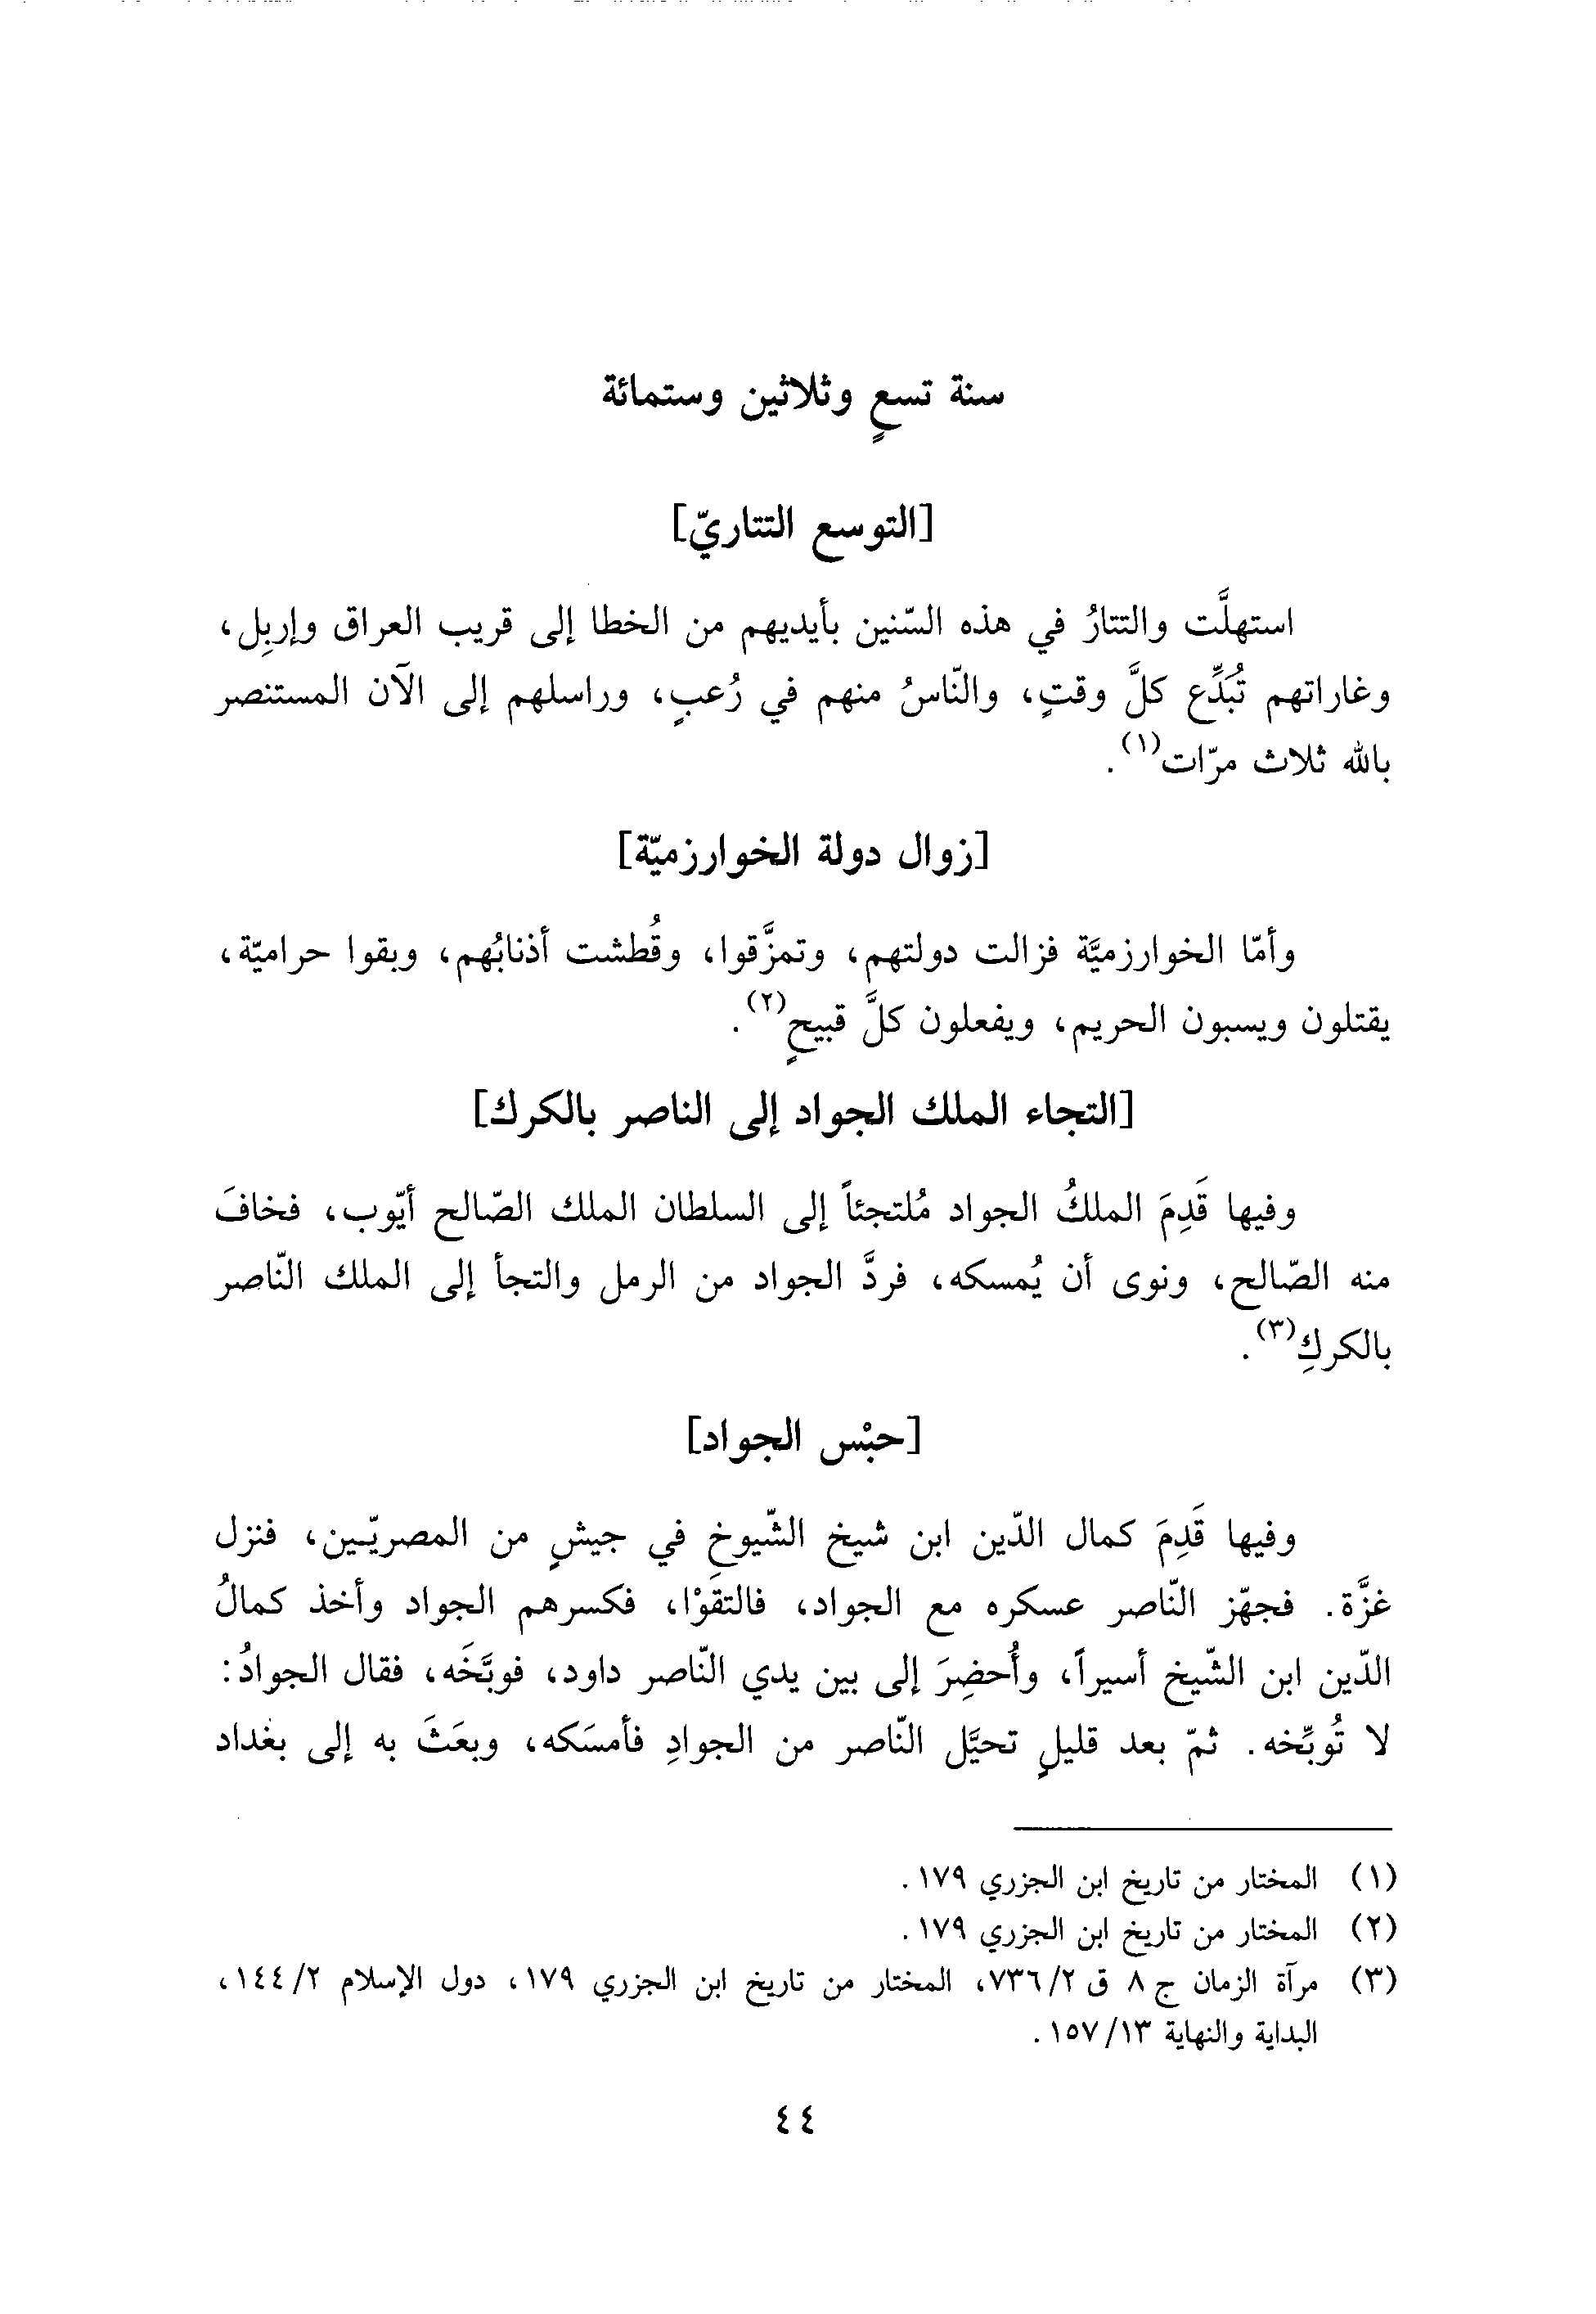 سنة تسعٍ وثلاثين وستمائة
[التوسع التتاريّ]
استهلَّت والتتارُ في هذه السّنين بأيديهم من الخطا إلى قريب العراق وإربِل،
وغاراتهم تُبَدِّع كلَّ وقتٍ، والنّاسُ منهم في رُعبٍ، وراسلهم إلى الآن المستنصر
بالله ثلاث مرّات(١).
[زوال دولة الخوارزميّة]
وأمّا الخوارزميَّة فزالت دولتهم، وتمزَّقوا، وقُطشت أذنابُهم، وبقوا حراميّة،
يقتلون ويسبون الحريم، ويفعلون كلَّ قبيحٍ(٢).
[التجاء الملك الجواد إلى الناصر بالكرك]
وفيها قَدِمَ الملكُ الجواد مُلتجئاً إلى السلطان الملك الصّالح أيّوب، فخافَ
منه الصّالح، ونوى أن يُمسكه، فردَّ الجواد من الرمل والتجأ إلى الملك النّاصر
بالكركِ(٣).
[حبْس الجواد]
وفيها قَدِمَ كمال الدّين ابن شيخ الشّيوخِ في جيشٍ من المصريّـين، فنزل
غزَّة. فجهّز النّاصر عسكره مع الجواد، فالتقَوْا، فكسرهم الجواد وأخذ كمالُ
الدّين ابن الشّيخ أسيراً، وأُحضِرَ إلى بين يدي النّاصر داود، فوبَّخَه، فقال الجوادُ:
لا تُوبِّخه. ثمّ بعد قليلٍ تحيَّل النّاصر من الجوادِ فأمسَكه، وبعَثَ به إلى بغداد
(١) المختار من تاريخ ابن الجزري ١٧٩.
(٢) المختار من تاريخ ابن الجزري ١٧٩.
(٣) مرآة الزمان ج ٨ ق ٢/٧٣٦، المختار من تاريخ ابن الجزري ١٧٩، دول الإسلام ٢/١٤٤،
البداية والنهاية ١٣/١٥٧.
٤٤